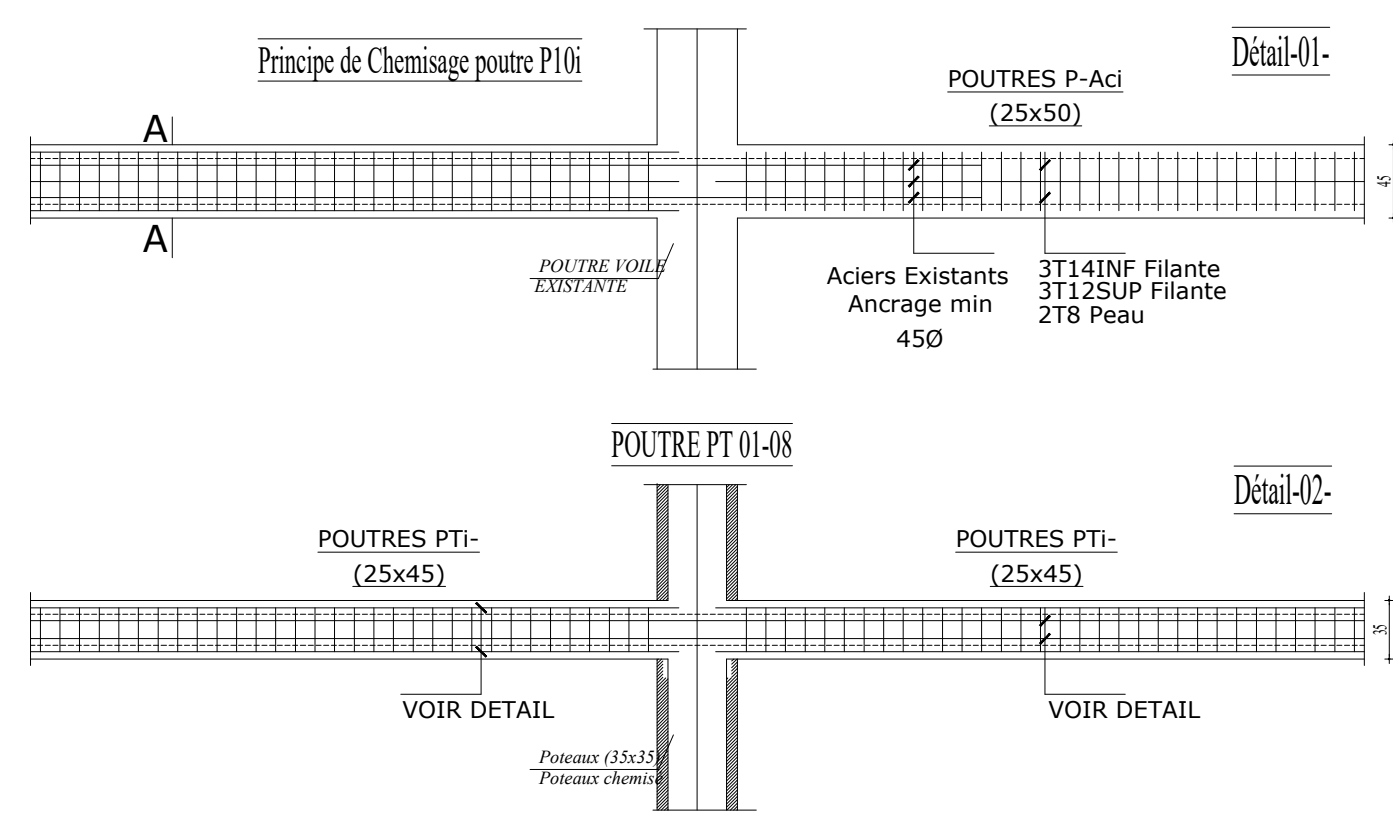 Principe de Chemisage poutre P10i
Détail-01-
POUTRES P-Aci
(25x50)
A
A
45
POUTRE VOILE
EXISTANTE
Aciers Existants
Ancrage min
45Ø
3T14INF Filante
3T12SUP Filante
2T8 Peau
POUTRE PT 01-08
Détail-02-
POUTRES PTi-
(25x45)
POUTRES PTi-
(25x45)
35
VOIR DETAIL
VOIR DETAIL
Poteaux (35x35)
Poteaux chemisé